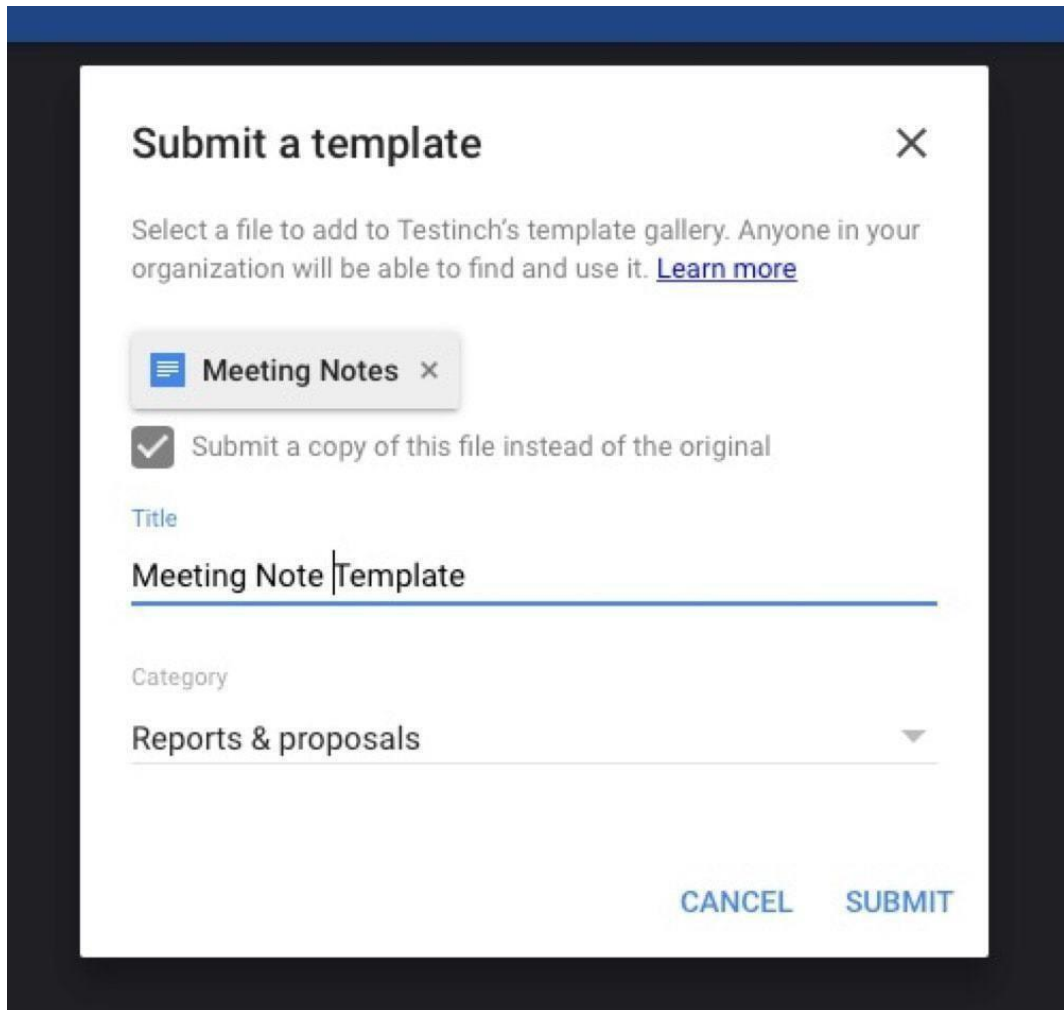 Submit a template
Select a file to add to Testinch's template gallery. Anyone in your
organization will be able to find and use it. Learn more
Meeting Notes
Submit a copy of this file instead of the original
Title
Meeting Note Template
Category
Reports & proposals
CANCEL SUBMIT